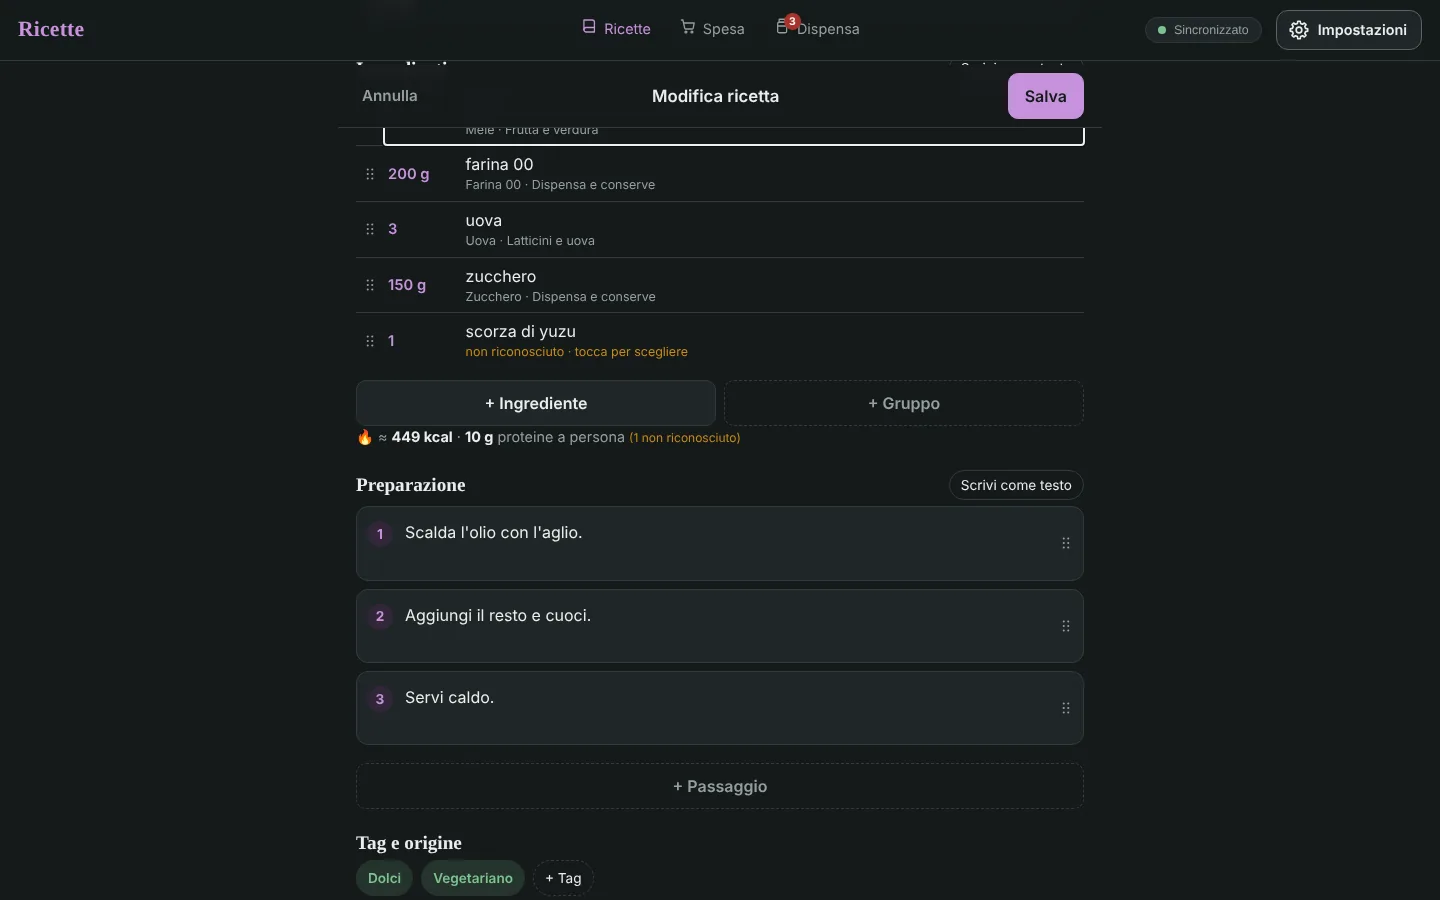 Ricette
Ricette
Spesa
3
Dispensa
Sincronizzato
Impostazioni
Annulla
Modifica ricetta
Salva
Mele · Frutta e verdura
200 g
farina 00
Farina 00 · Dispensa e conserve
3
uova
Uova · Latticini e uova
150 g
zucchero
Zucchero · Dispensa e conserve
1
scorza di yuzu
non riconosciuto · tocca per scegliere
+ Ingrediente
+ Gruppo
🔥 ≈ 449 kcal · 10 g proteine a persona (1 non riconosciuto)
Preparazione
Scrivi come testo
1
Scalda l'olio con l'aglio.
2
Aggiungi il resto e cuoci.
3
Servi caldo.
+ Passaggio
Tag e origine
Dolci
Vegetariano
+ Tag